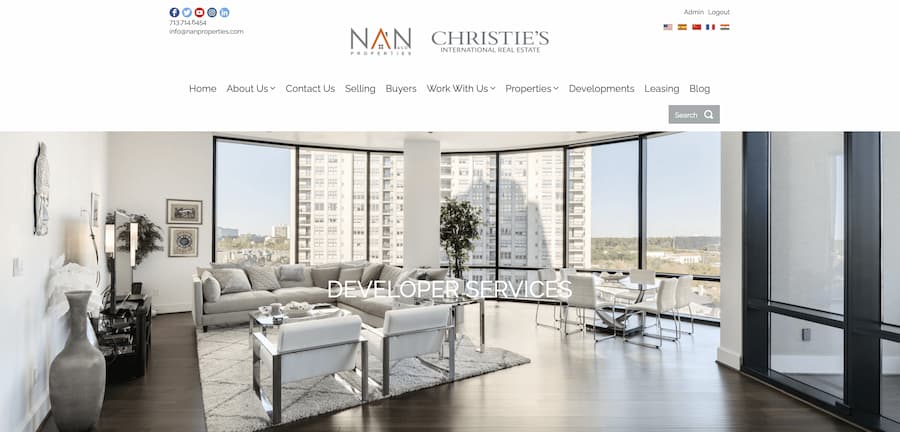 713.714.6454
info@nanproperties.com
Admin Logout
NAN
PROPERTIES
CHRISTIE'S
INTERNATIONAL REAL ESTATE
Home About Us Contact Us Selling Buyers Work With Us Properties Developments Leasing Blog
Search
DEVELOPER SERVICES